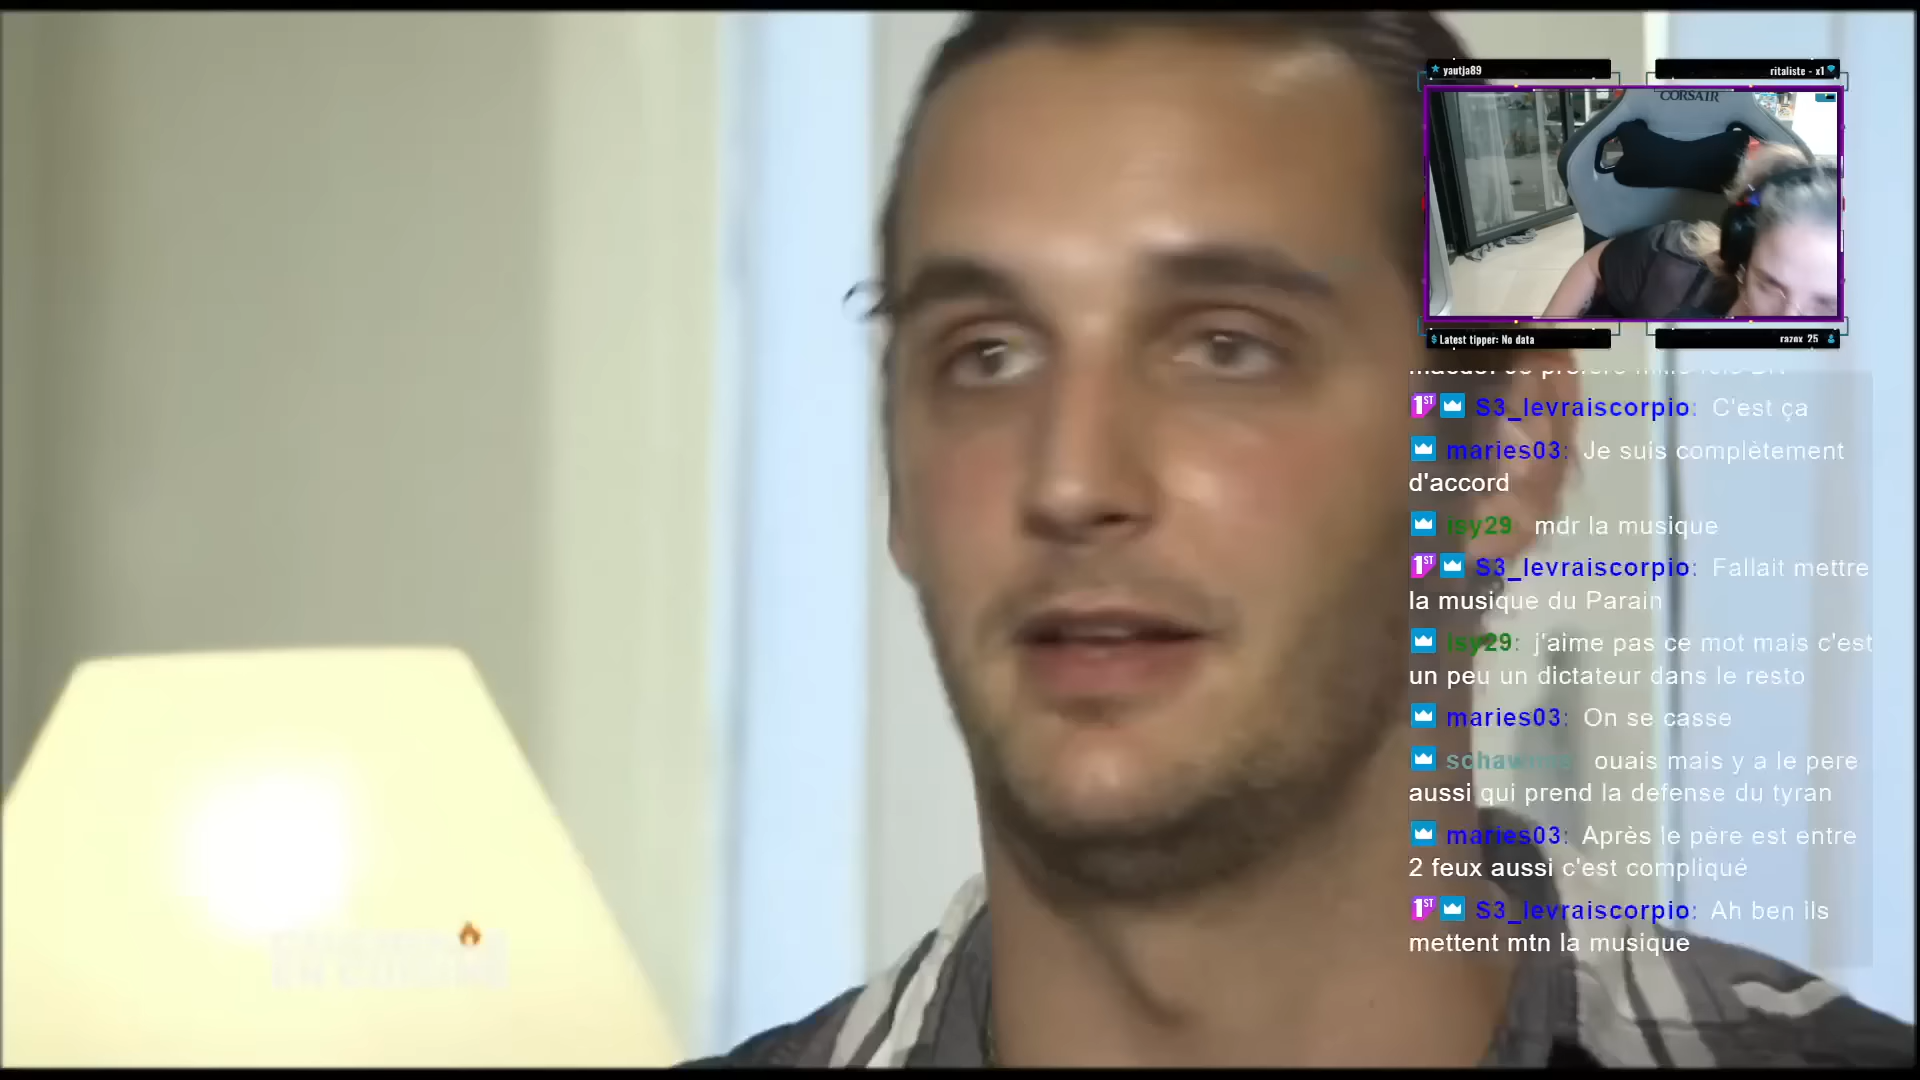 yautja89
ritaliste - x1
CORSAIR
Latest tipper: No data
razox_25
S3_levraiscorpio: C'est ça
maries03: Je suis complètement
d'accord
isy29: mdr la musique
S3_levraiscorpio: Fallait mettre
la musique du Parain
isy29: j'aime pas ce mot mais c'est
un peu un dictateur dans le resto
maries03: On se casse
ouais mais y a le pere
aussi qui prend la defense du tyran
maries03: Après le père est entre
2 feux aussi c'est compliqué
S3_levraiscorpio: Ah ben ils
mettent mtn la musique